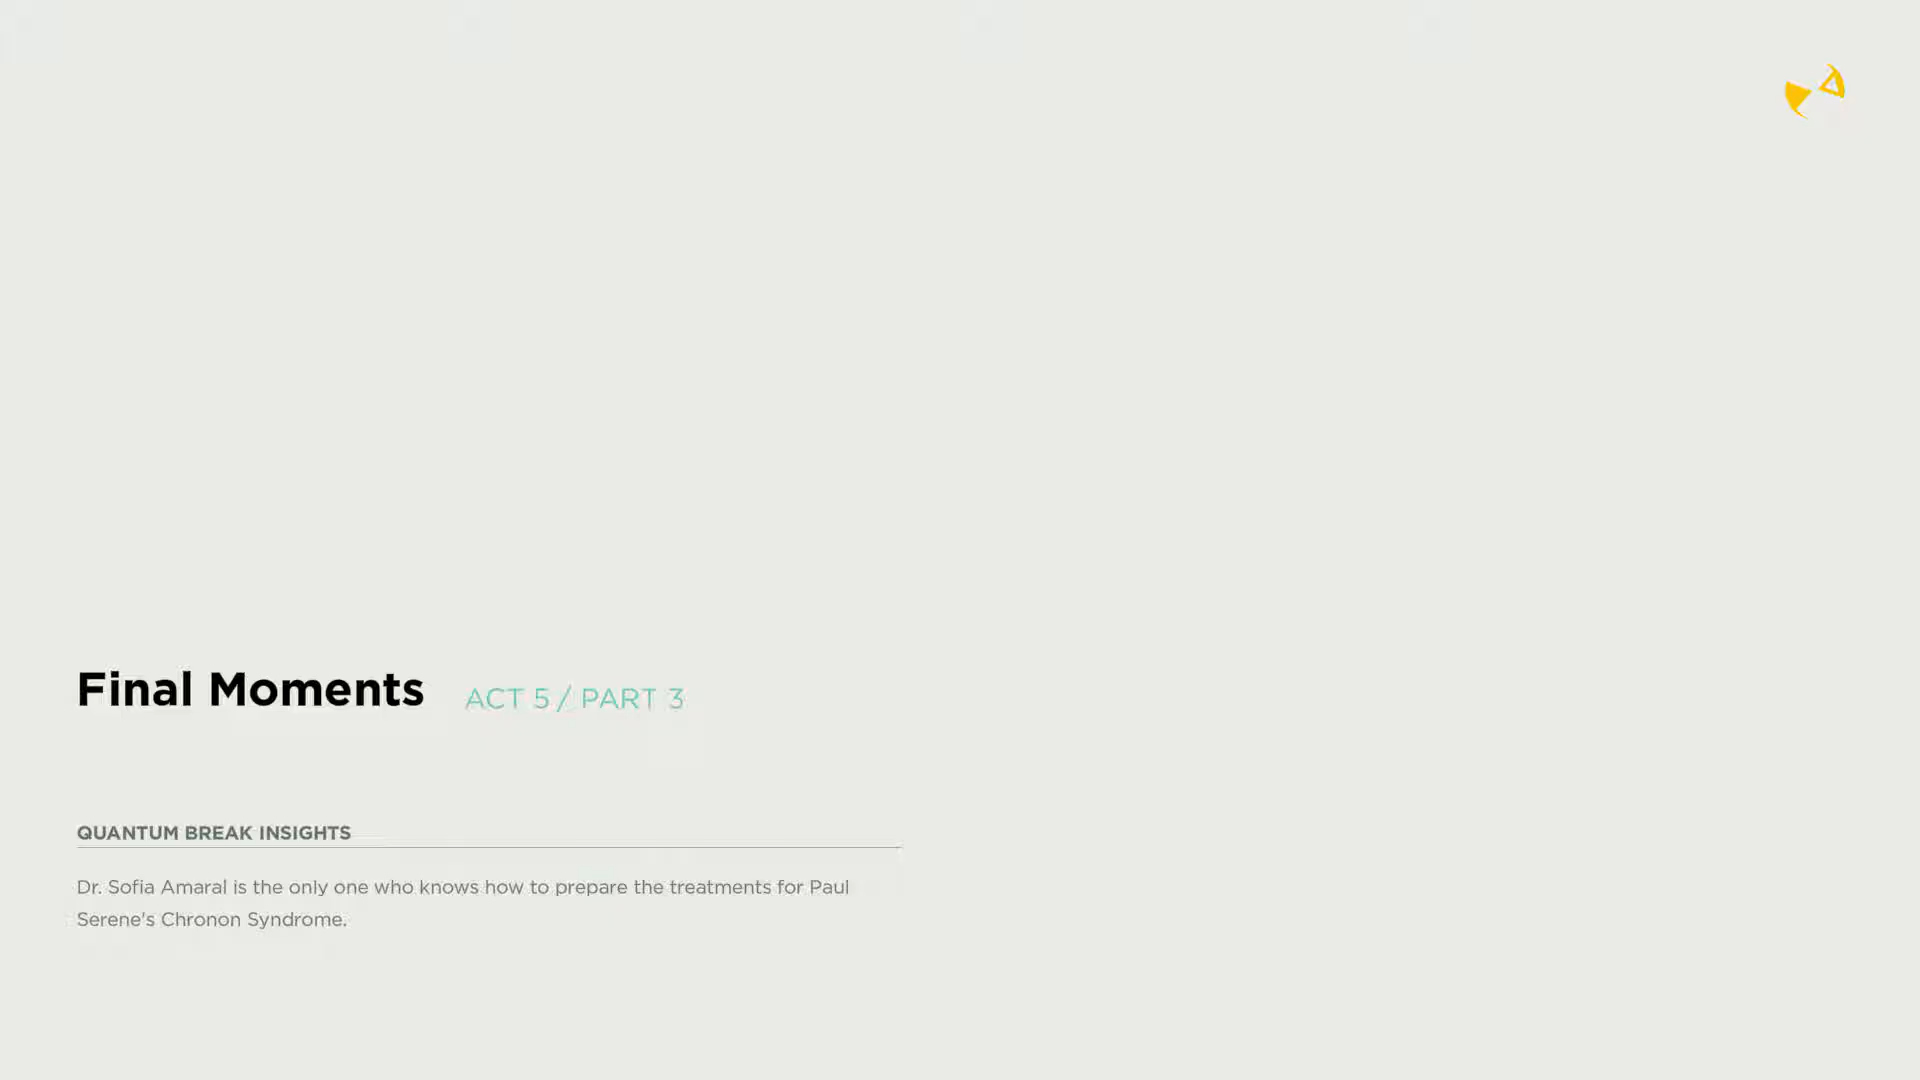 Final Moments ACT 5 / PART 3
QUANTUM BREAK INSIGHTS
Dr. Sofia Amaral is the only one who knows how to prepare the treatments for Paul
Serene's Chronon Syndrome.